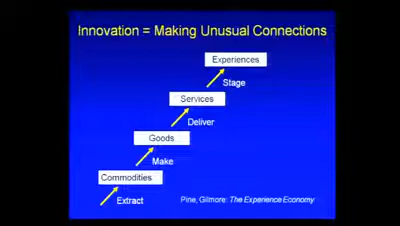 Innovation = Making Unusual Connections
Experiences
Stage
Services
Deliver
Goods
Make
Commodities
Extract
Pine, Gilmore: The Experience Economy